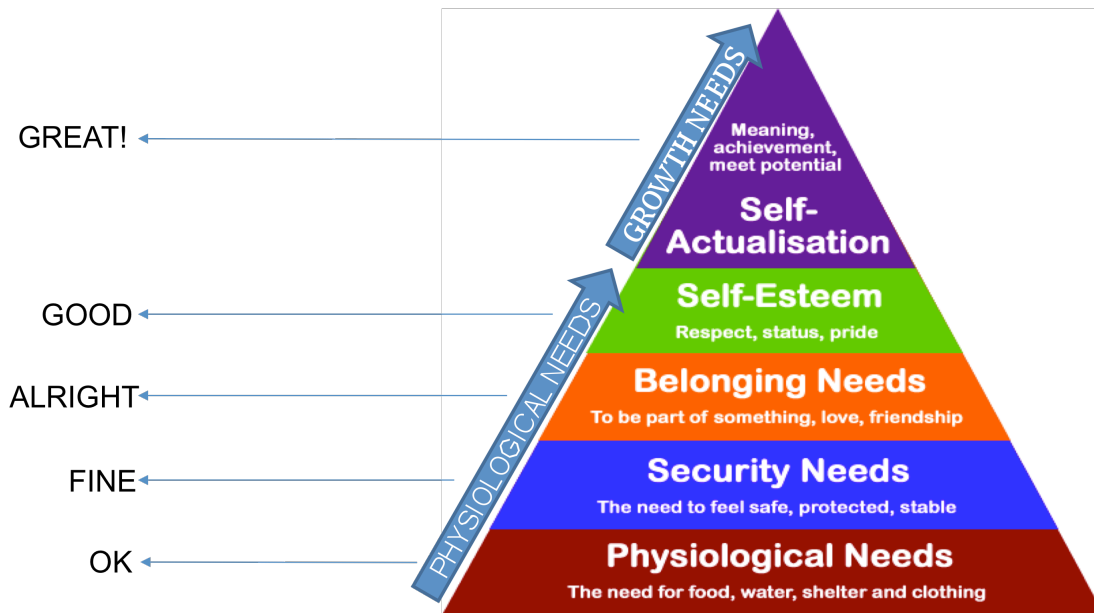 GREAT!
GROWTH NEEDS
Meaning,
achievement,
meet potential
Self-
Actualisation
GOOD
PHYSIOLOGICAL NEEDS
Self-Esteem
Respect, status, pride
ALRIGHT
Belonging Needs
To be part of something, love, friendship
FINE
Security Needs
The need to feel safe, protected, stable
OK
Physiological Needs
The need for food, water, shelter and clothing